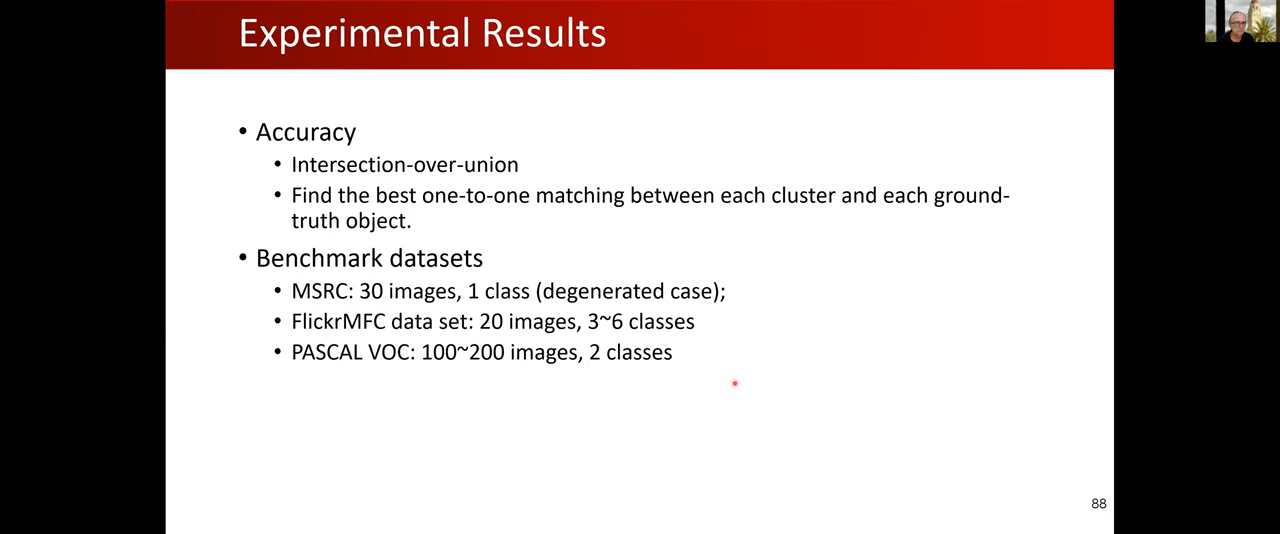 Experimental Results
• Accuracy
• Intersection-over-union
• Find the best one-to-one matching between each cluster and each ground-
truth object.
• Benchmark datasets
• MSRC: 30 images, 1 class (degenerated case);
• FlickrMFC data set: 20 images, 3~6 classes
• PASCAL VOC: 100~200 images, 2 classes
88